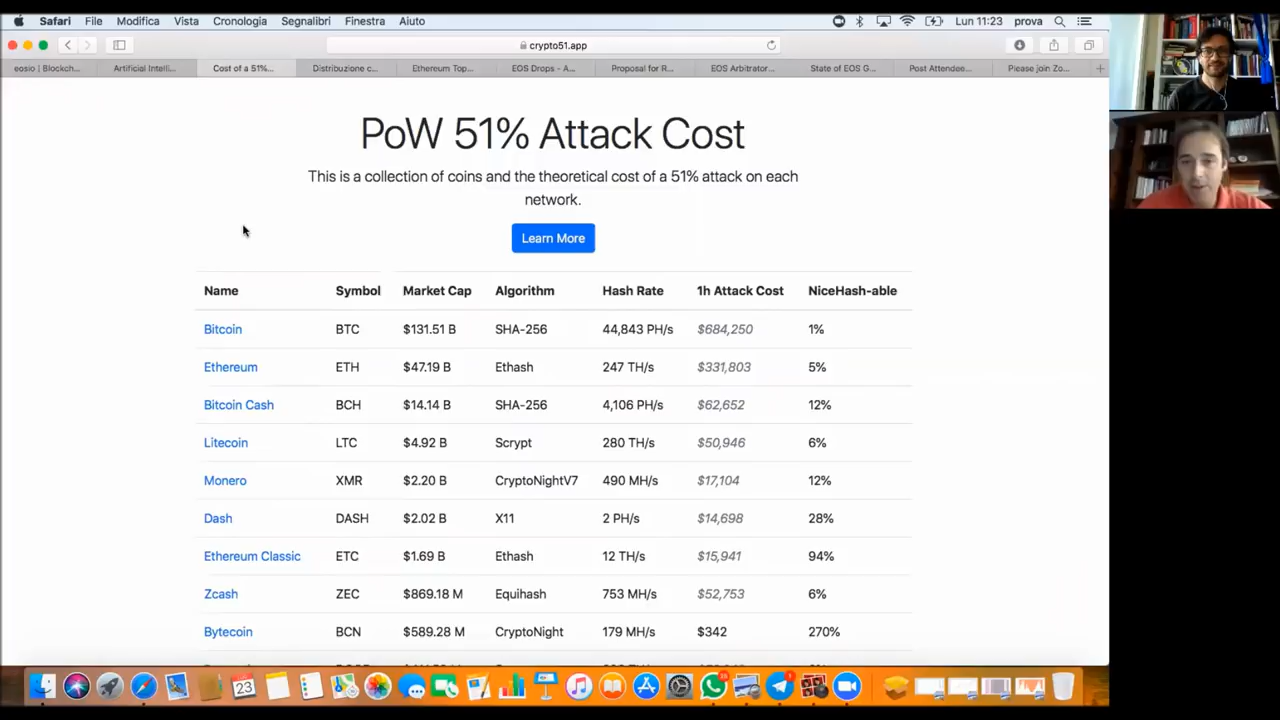 Safari File Modifica Vista Cronologia Segnalibri Finestra Aiuto Lun 11:23 prova
crypto51.app
eosio | Blockch... Artificial Intelli... Cost of a 51%... Distribuzione c... Ethereum Top... EOS Drops - A... Proposal for R... EOS Arbitrator... State of EOS G... Post Attendee... Please join Zo...
PoW 51% Attack Cost
This is a collection of coins and the theoretical cost of a 51% attack on each
network.
Learn More
Name Symbol Market Cap Algorithm Hash Rate 1h Attack Cost NiceHash-able
Bitcoin BTC $131.51 B SHA-256 44,843 PH/s $684,250 1%
Ethereum ETH $47.19 B Ethash 247 TH/s $331,803 5%
Bitcoin Cash BCH $14.14 B SHA-256 4,106 PH/s $62,652 12%
Litecoin LTC $4.92 B Scrypt 280 TH/s $50,946 6%
Monero XMR $2.20 B CryptoNightV7 490 MH/s $17,104 12%
Dash DASH $2.02 B X11 2 PH/s $14,698 28%
Ethereum Classic ETC $1.69 B Ethash 12 TH/s $15,941 94%
Zcash ZEC $869.18 M Equihash 753 MH/s $52,753 6%
Bytecoin BCN $589.28 M CryptoNight 179 MH/s $342 270%
23